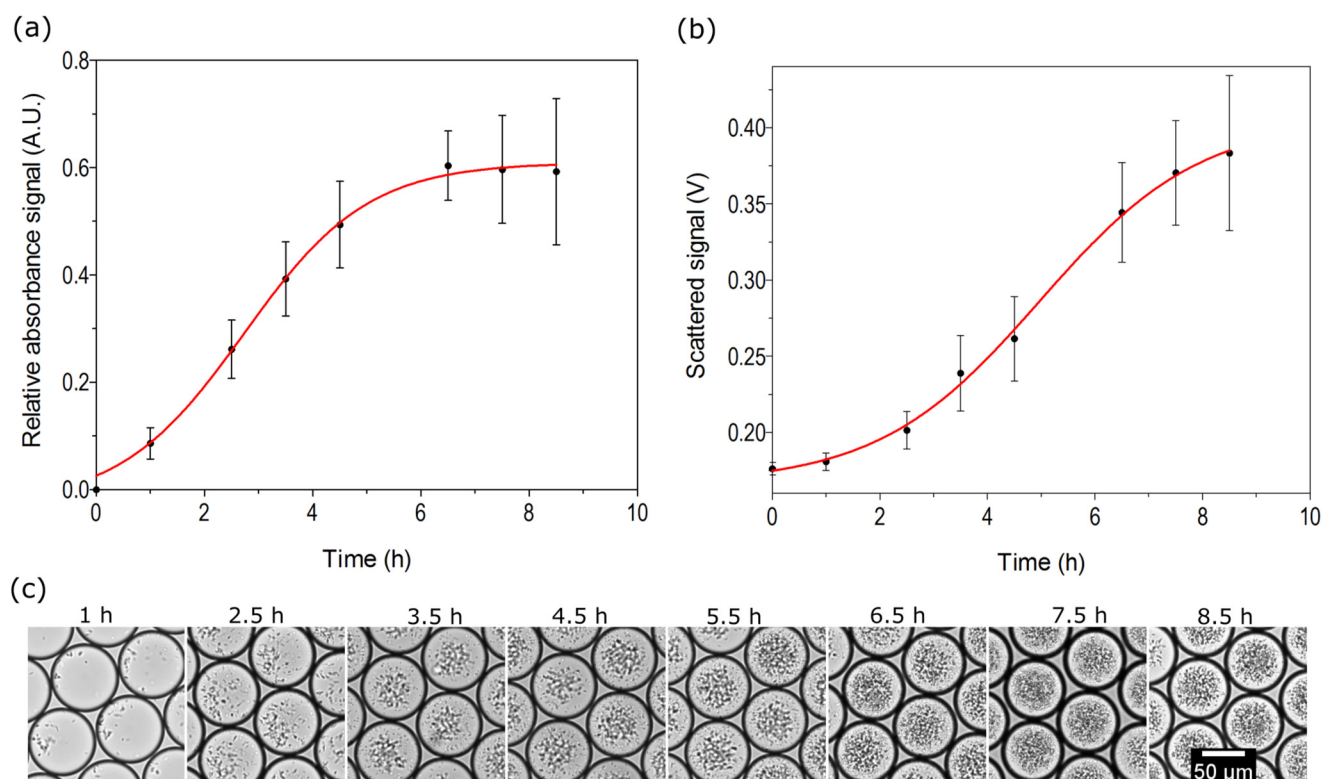 (a)
0.8
0.6
0.4
0.2
0.0
0 2 4 6 8 10
Relative absorbance signal (A.U.)
Time (h)
(b)
0.40
0.35
0.30
0.25
0.20
0 2 4 6 8 10
Scattered signal (V)
Time (h)
(c)
1 h 2.5 h 3.5 h 4.5 h 5.5 h 6.5 h 7.5 h 8.5 h
50 µm